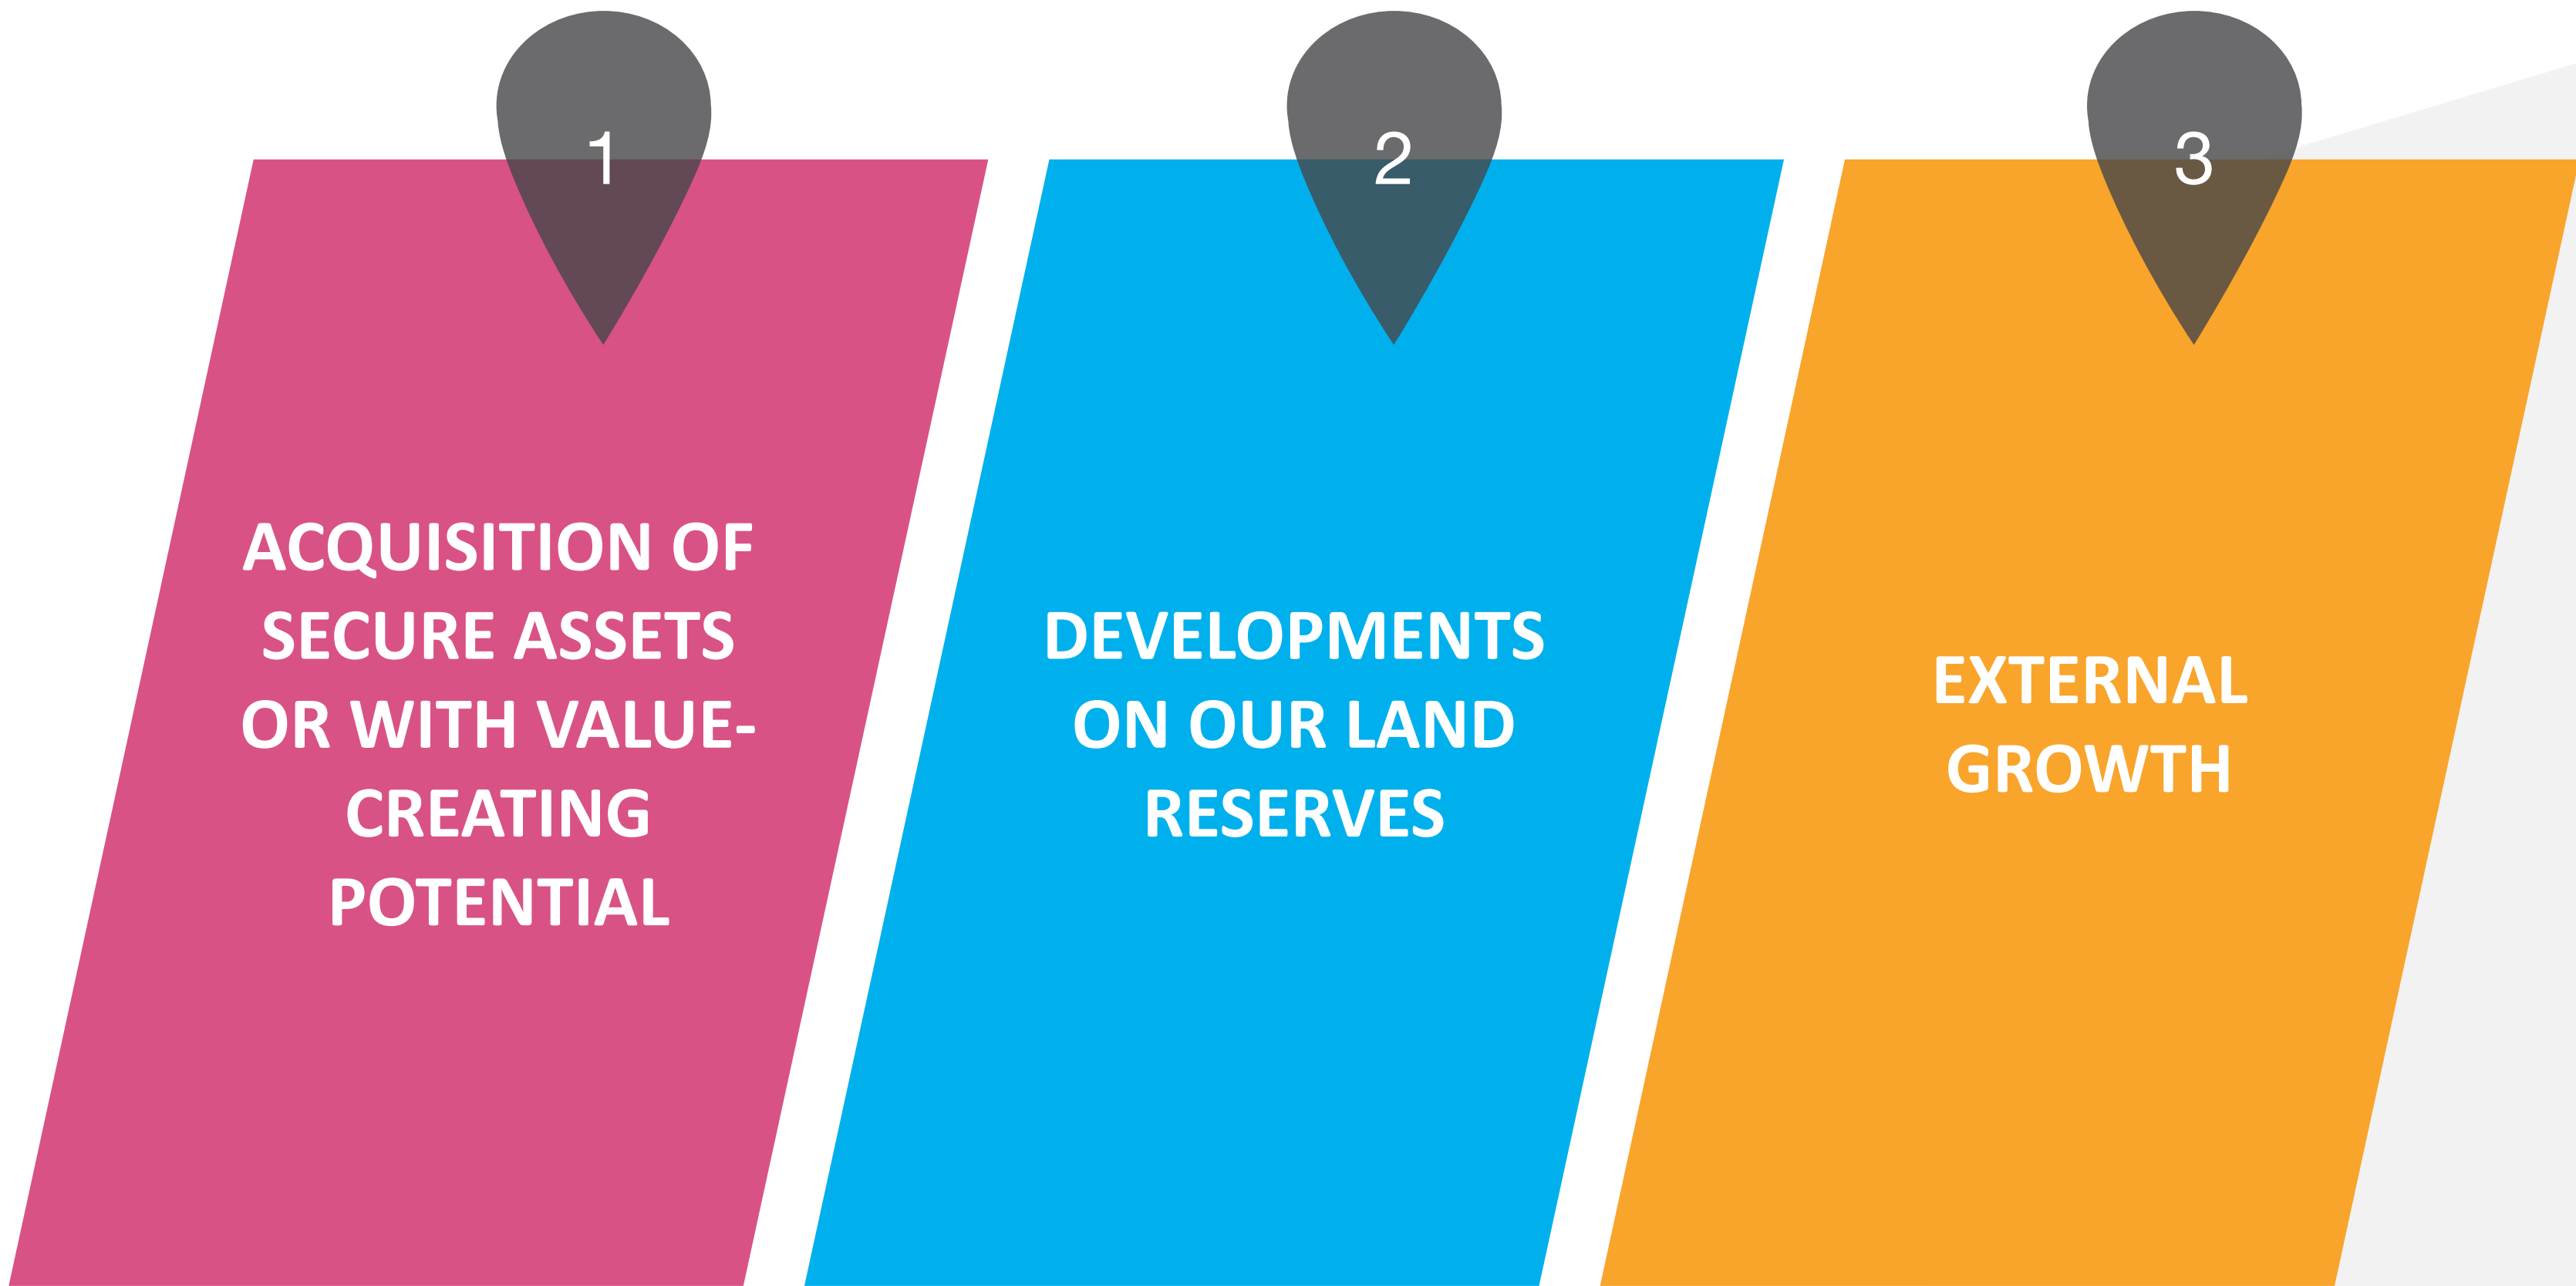 1
ACQUISITION OF
SECURE ASSETS
OR WITH VALUE-
CREATING
POTENTIAL
2
DEVELOPMENTS
ON OUR LAND
RESERVES
3
EXTERNAL
GROWTH